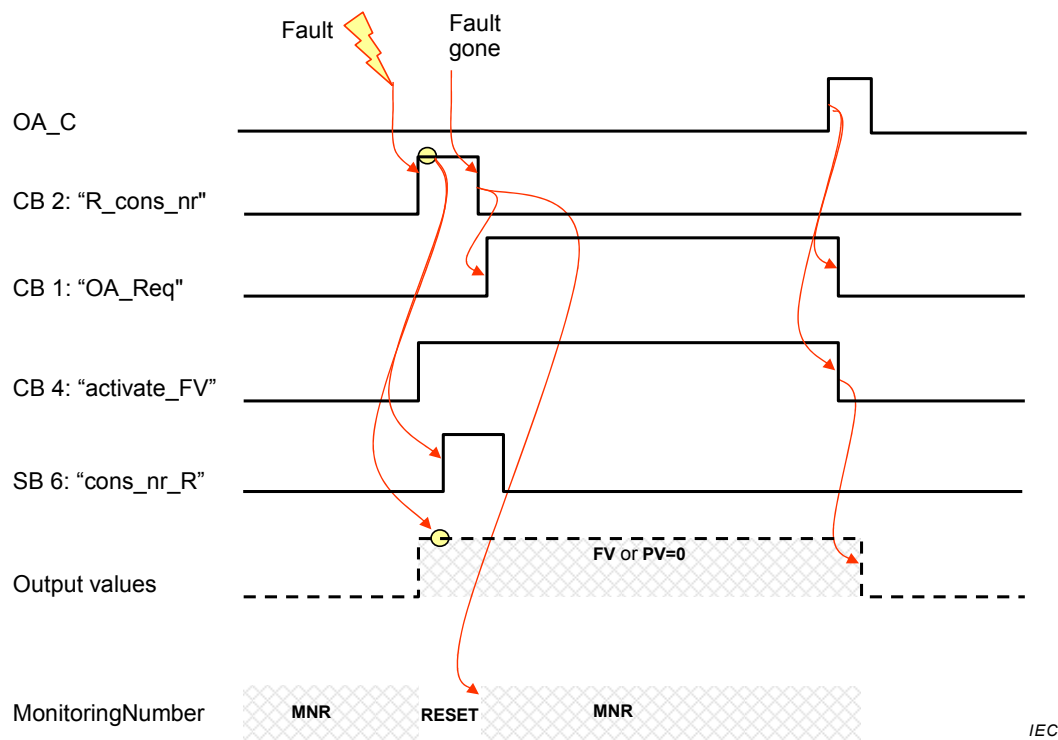 Fault
Fault
gone
OA_C
CB 2: “R_cons_nr"
CB 1: “OA_Req"
CB 4: “activate_FV”
SB 6: “cons_nr_R”
FV or PV=0
Output values
MonitoringNumber
MNR
RESET
MNR
IEC